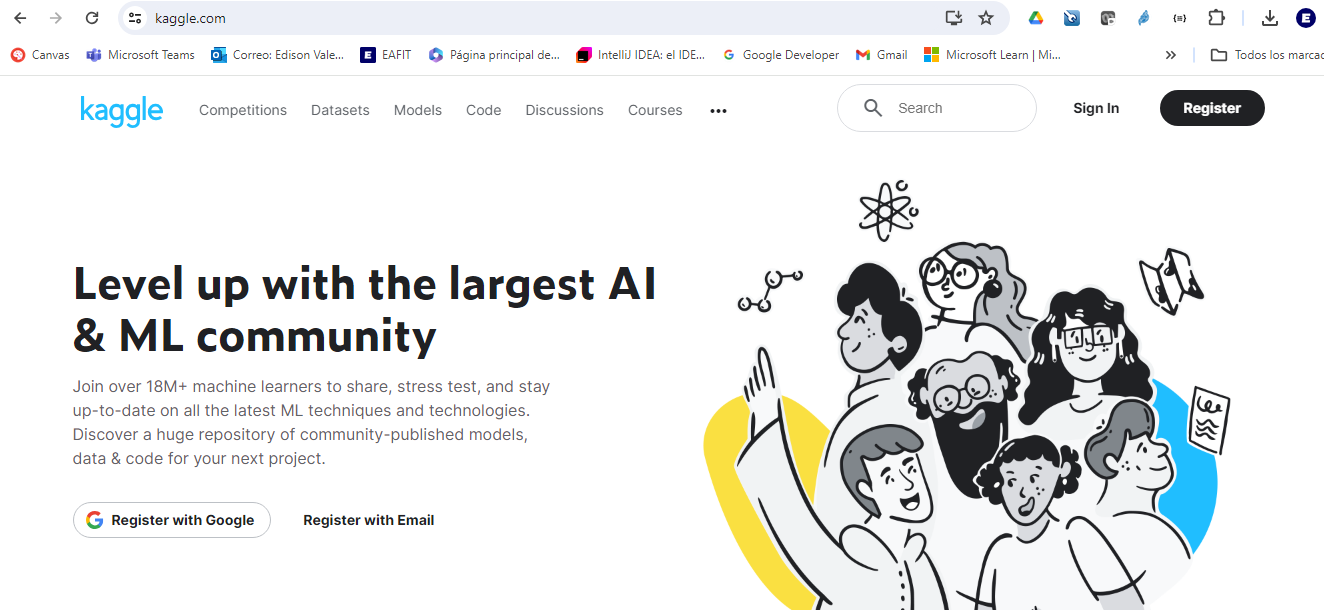 kaggle.com
Canvas Microsoft Teams Correo: Edison Vale... EAFIT Página principal de... IntelliJ IDEA: el IDE... Google Developer Gmail Microsoft Learn | Mi... Todos los marcad
kaggle Competitions Datasets Models Code Discussions Courses Search Sign In Register
Level up with the largest AI
& ML community
Join over 18M+ machine learners to share, stress test, and stay
up-to-date on all the latest ML techniques and technologies.
Discover a huge repository of community-published models,
data & code for your next project.
Register with Google Register with Email